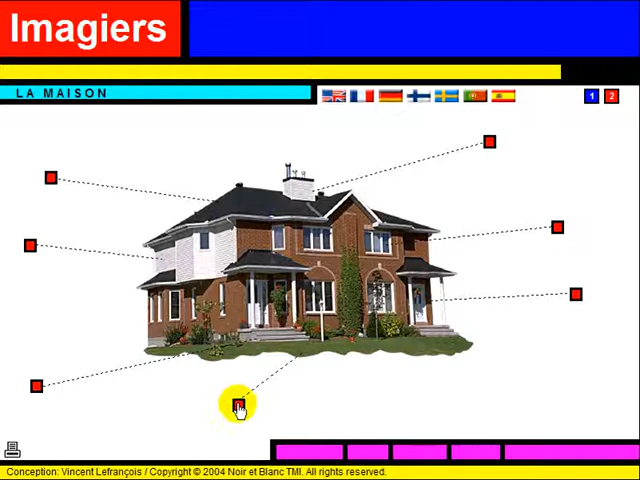 Imagiers
LA MAISON
1 2
Conception: Vincent Lefrançois / Copyright © 2004 Noir et Blanc TMI. All rights reserved.